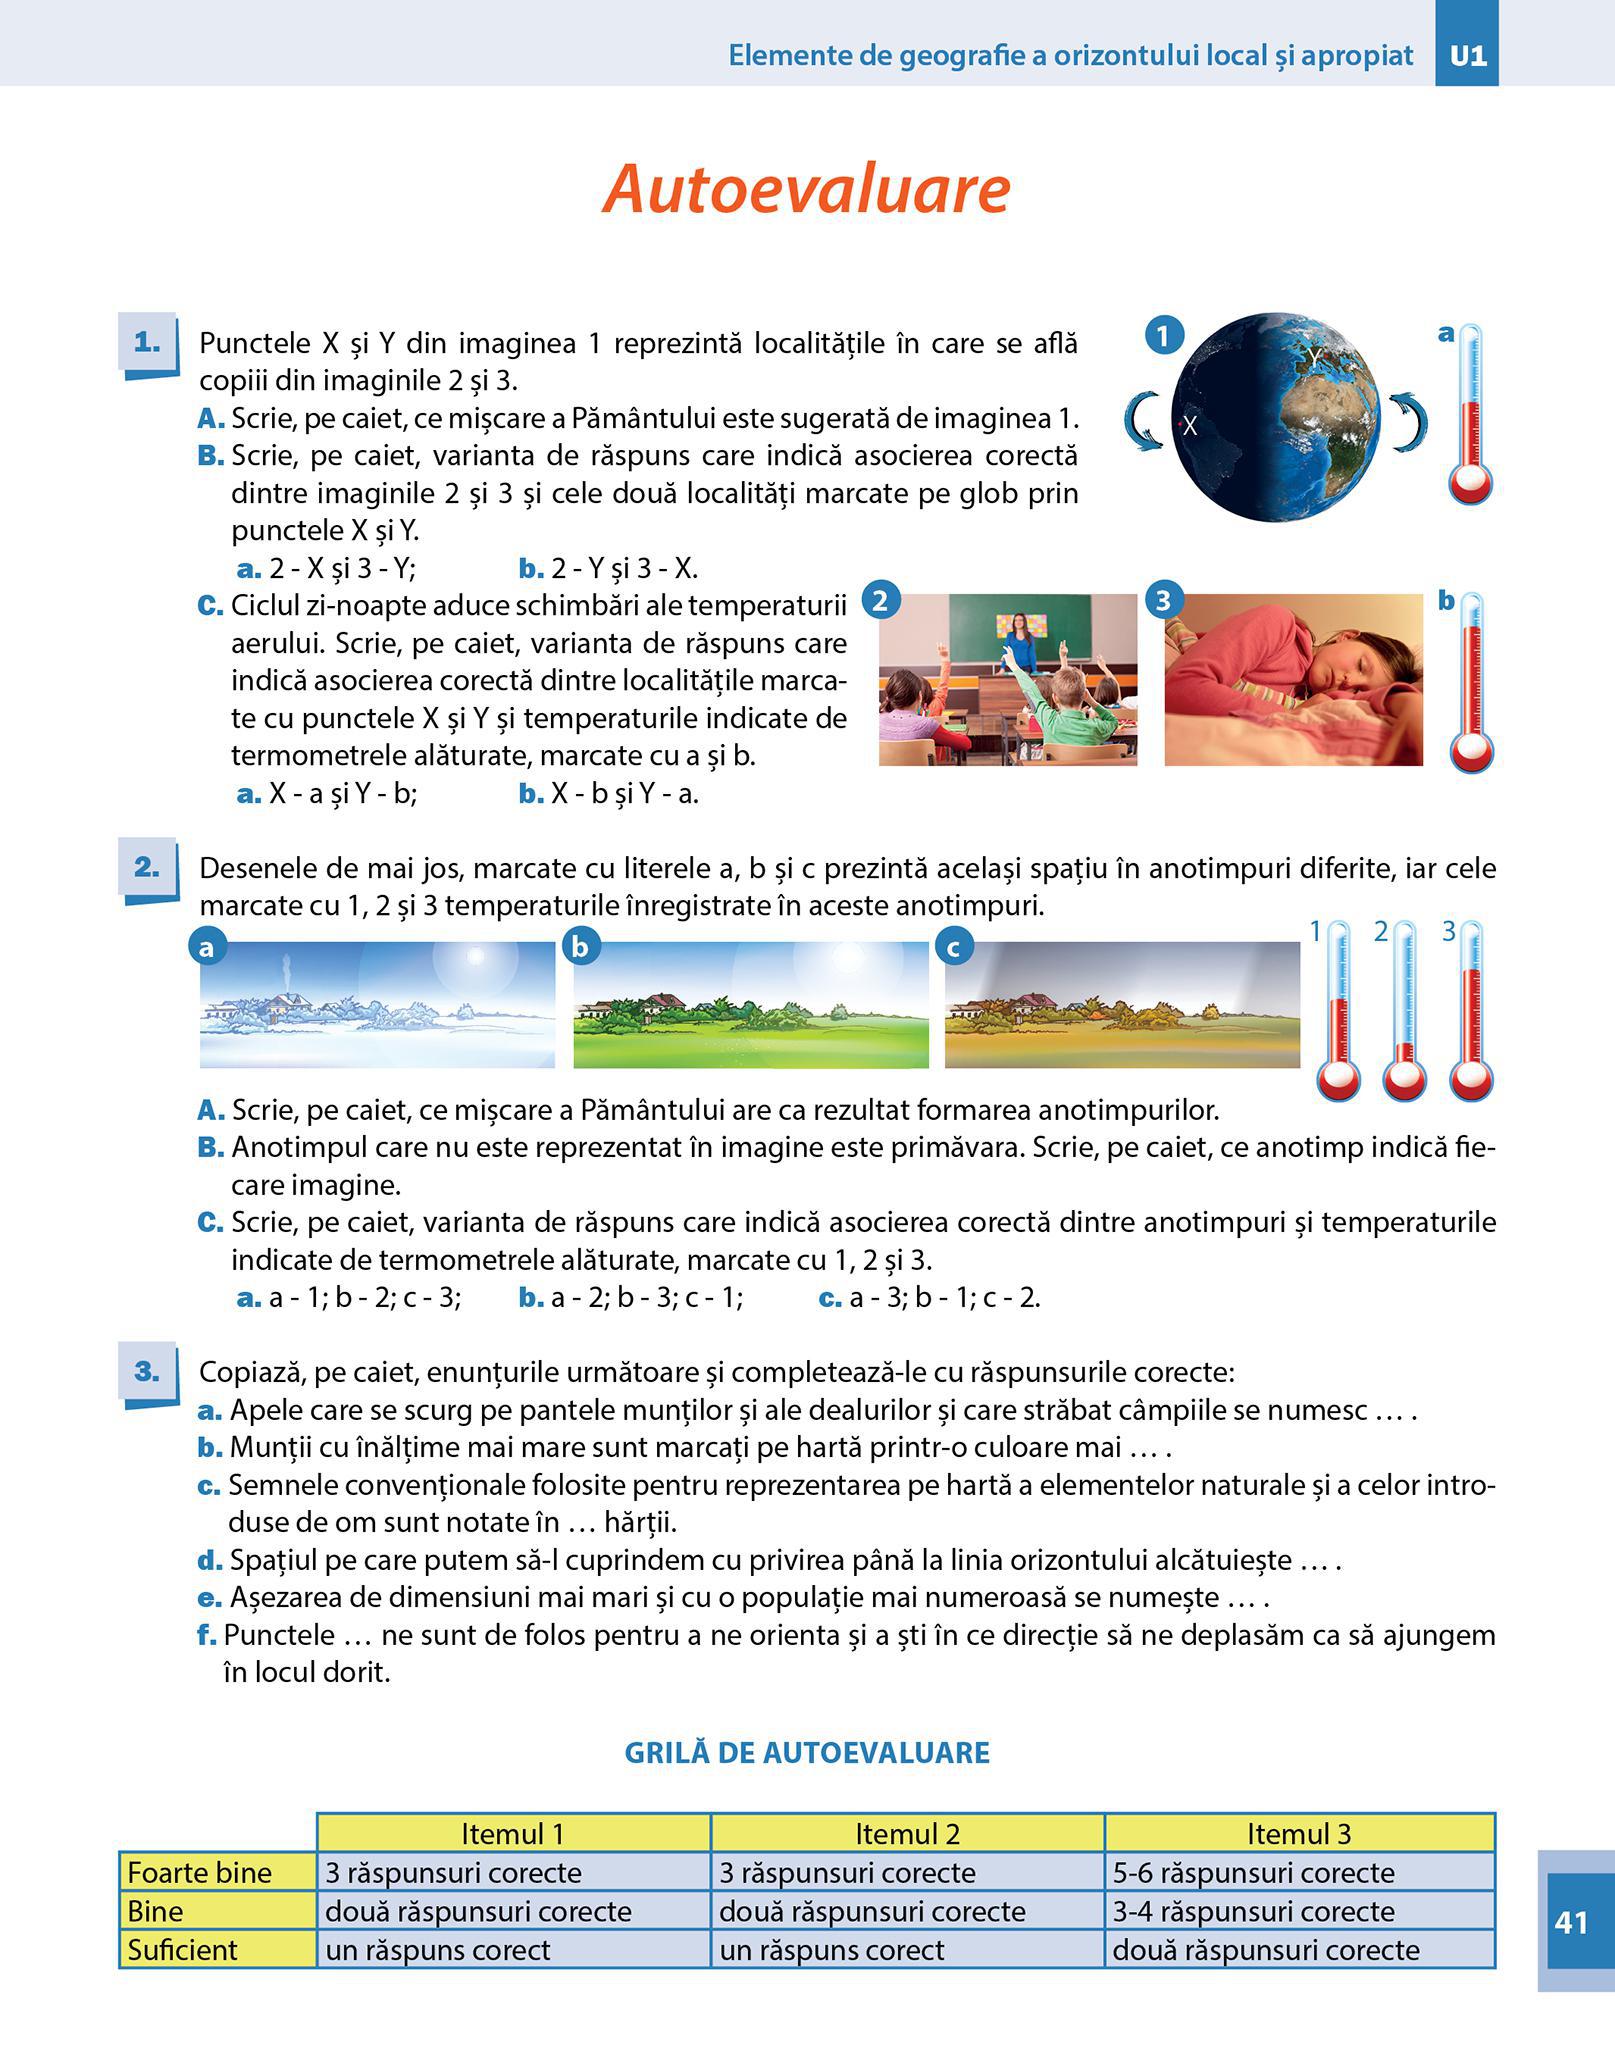 Elemente de geografie a orizontului local și apropiat U1
Autoevaluare
1. Punctele X și Y din imaginea 1 reprezintă localitățile în care se află
copiii din imaginile 2 și 3.
A. Scrie, pe caiet, ce mișcare a Pământului este sugerată de imaginea 1.
B. Scrie, pe caiet, varianta de răspuns care indică asocierea corectă
dintre imaginile 2 și 3 și cele două localități marcate pe glob prin
punctele X și Y.
a. 2 - X și 3 - Y; b. 2 - Y și 3 - X.
1
Y
X
a
C. Ciclul zi-noapte aduce schimbări ale temperaturii
aerului. Scrie, pe caiet, varianta de răspuns care
indică asocierea corectă dintre localitățile marca-
te cu punctele X și Y și temperaturile indicate de
termometrele alăturate, marcate cu a și b.
a. X - a și Y - b; b. X - b și Y - a.
2
3
b
2. Desenele de mai jos, marcate cu literele a, b și c prezintă același spațiu în anotimpuri diferite, iar cele
marcate cu 1, 2 și 3 temperaturile înregistrate în aceste anotimpuri.
a b c 1 2 3
A. Scrie, pe caiet, ce mișcare a Pământului are ca rezultat formarea anotimpurilor.
B. Anotimpul care nu este reprezentat în imagine este primăvara. Scrie, pe caiet, ce anotimp indică fie-
care imagine.
C. Scrie, pe caiet, varianta de răspuns care indică asocierea corectă dintre anotimpuri și temperaturile
indicate de termometrele alăturate, marcate cu 1, 2 și 3.
a. a - 1; b - 2; c - 3; b. a - 2; b - 3; c - 1; c. a - 3; b - 1; c - 2.
3. Copiază, pe caiet, enunțurile următoare și completează-le cu răspunsurile corecte:
a. Apele care se scurg pe pantele munților și ale dealurilor și care străbat câmpiile se numesc … .
b. Munții cu înălțime mai mare sunt marcați pe hartă printr-o culoare mai … .
c. Semnele convenționale folosite pentru reprezentarea pe hartă a elementelor naturale și a celor intro-
duse de om sunt notate în … hărții.
d. Spațiul pe care putem să-l cuprindem cu privirea până la linia orizontului alcătuiește … .
e. Așezarea de dimensiuni mai mari și cu o populație mai numeroasă se numește … .
f. Punctele … ne sunt de folos pentru a ne orienta și a ști în ce direcție să ne deplasăm ca să ajungem
în locul dorit.
GRILĂ DE AUTOEVALUARE
Itemul 1 Itemul 2 Itemul 3
Foarte bine 3 răspunsuri corecte 3 răspunsuri corecte 5-6 răspunsuri corecte
Bine două răspunsuri corecte două răspunsuri corecte 3-4 răspunsuri corecte
Suficient un răspuns corect un răspuns corect două răspunsuri corecte
41